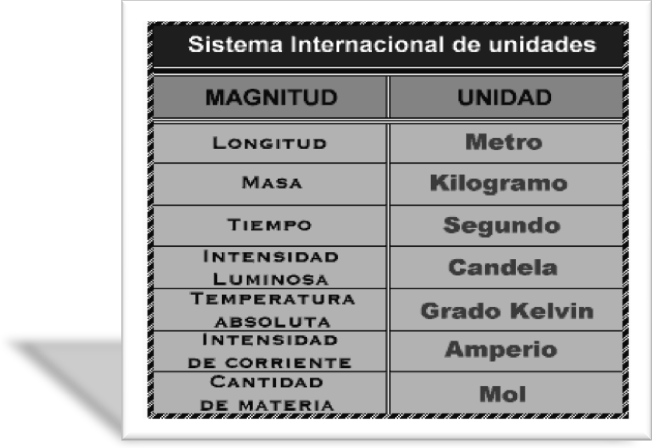 Sistema Internacional de unidades
MAGNITUD UNIDAD
LONGITUD Metro
MASA Kilogramo
TIEMPO Segundo
INTENSIDAD
LUMINOSA Candela
TEMPERATURA
ABSOLUTA Grado Kelvin
INTENSIDAD
DE CORRIENTE Amperio
CANTIDAD
DE MATERIA Mol